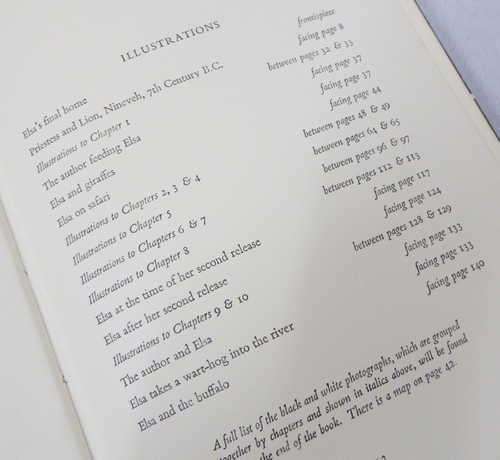 ILLUSTRATIONS
Elsa's final home frontispiece
Priestess and Lion, Nineveh, 7th Century B.C. facing page 8
Illustrations to Chapter 1 between pages 32 & 33
The author feeding Elsa facing page 37
Elsa and giraffes facing page 37
Elsa on safari facing page 44
Illustrations to Chapters 2, 3 & 4 between pages 48 & 49
Illustrations to Chapter 5 between pages 64 & 65
Illustrations to Chapters 6 & 7 between pages 96 & 97
Illustrations to Chapter 8 between pages 112 & 113
Elsa at the time of her second release facing page 117
Elsa after her second release facing page 124
Illustrations to Chapters 9 & 10 between pages 128 & 129
The author and Elsa facing page 133
Elsa takes a wart-hog into the river facing page 133
Elsa and the buffalo facing page 140
A full list of the black and white photographs, which are grouped
together by chapters and shown in italics above, will be found
the end of the book. There is a map on page 42.